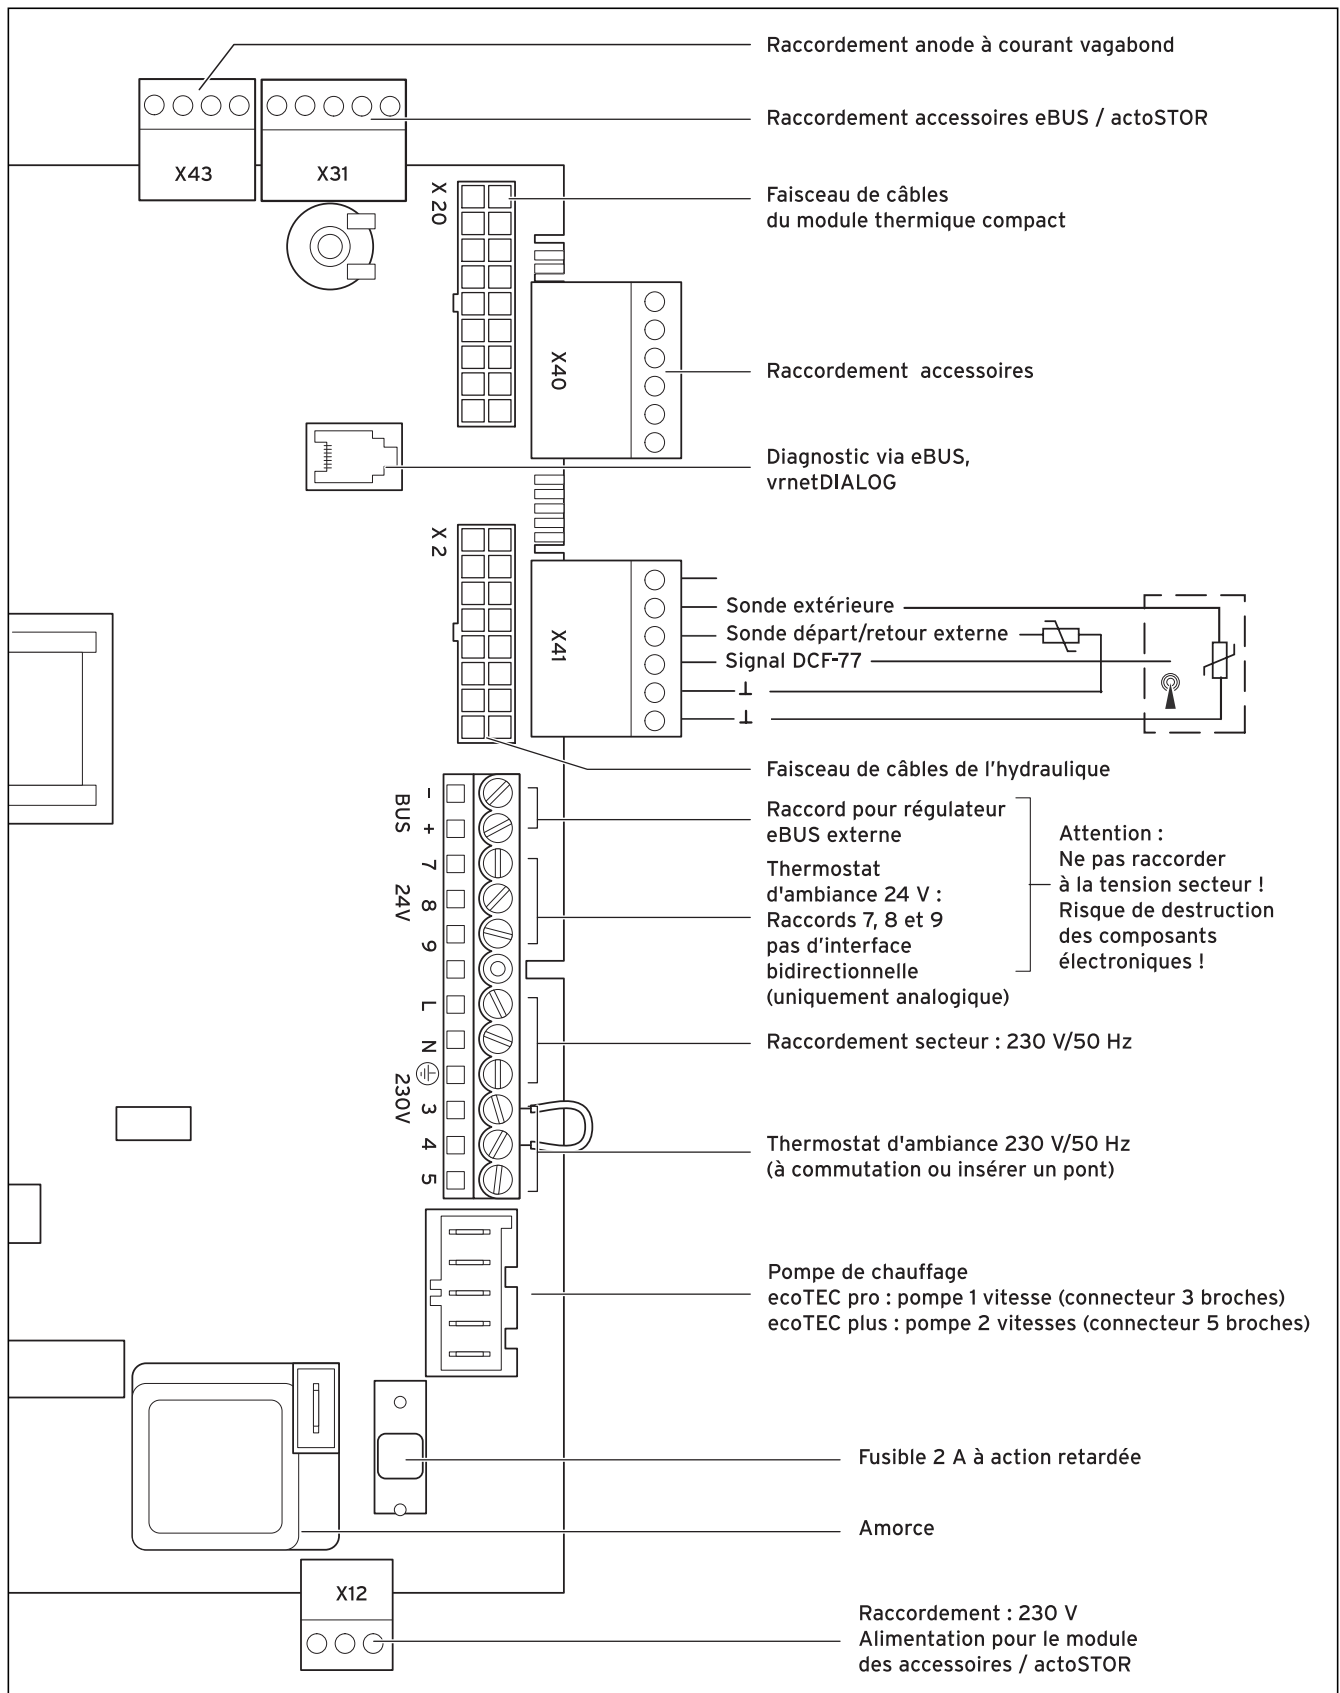 Raccordement anode à courant vagabond
Raccordement accessoires eBUS / actoSTOR
X43
X31
X 20
Faisceau de câbles
du module thermique compact
X40
Raccordement accessoires
Diagnostic via eBUS,
vrnetDIALOG
X 2
X41
Sonde extérieure
Sonde départ/retour externe
Signal DCF-77
Faisceau de câbles de l'hydraulique
BUS
-
+
24V
7
8
9
L
N
230V
3
4
5
Raccord pour régulateur
eBUS externe
Thermostat
d'ambiance 24 V :
Raccords 7, 8 et 9
pas d'interface
bidirectionnelle
(uniquement analogique)
Attention :
Ne pas raccorder
à la tension secteur !
Risque de destruction
des composants
électroniques !
Raccordement secteur : 230 V/50 Hz
Thermostat d'ambiance 230 V/50 Hz
(à commutation ou insérer un pont)
Pompe de chauffage
ecoTEC pro : pompe 1 vitesse (connecteur 3 broches)
ecoTEC plus : pompe 2 vitesses (connecteur 5 broches)
Fusible 2 A à action retardée
Amorce
X12
Raccordement : 230 V
Alimentation pour le module
des accessoires / actoSTOR